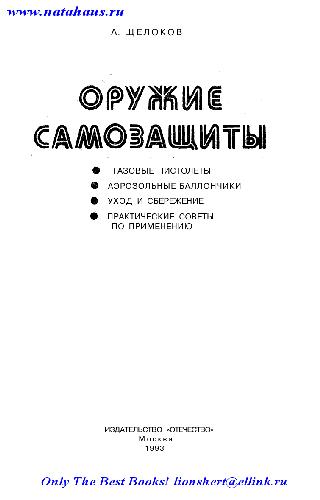 www.natahaus.ru
А. ЩЕЛОКОВ
ОРУЖИЕ
САМОЗАЩИТЫ
● ГАЗОВЫЕ ПИСТОЛЕТЫ
● АЭРОЗОЛЬНЫЕ БАЛЛОНЧИКИ
● УХОД И СБЕРЕЖЕНИЕ
● ПРАКТИЧЕСКИЕ СОВЕТЫ
ПО ПРИМЕНЕНИЮ
ИЗДАТЕЛЬСТВО «ОТЕЧЕСТВО»
Москва
1993
Only The Best Books! lionshert@ellink.ru